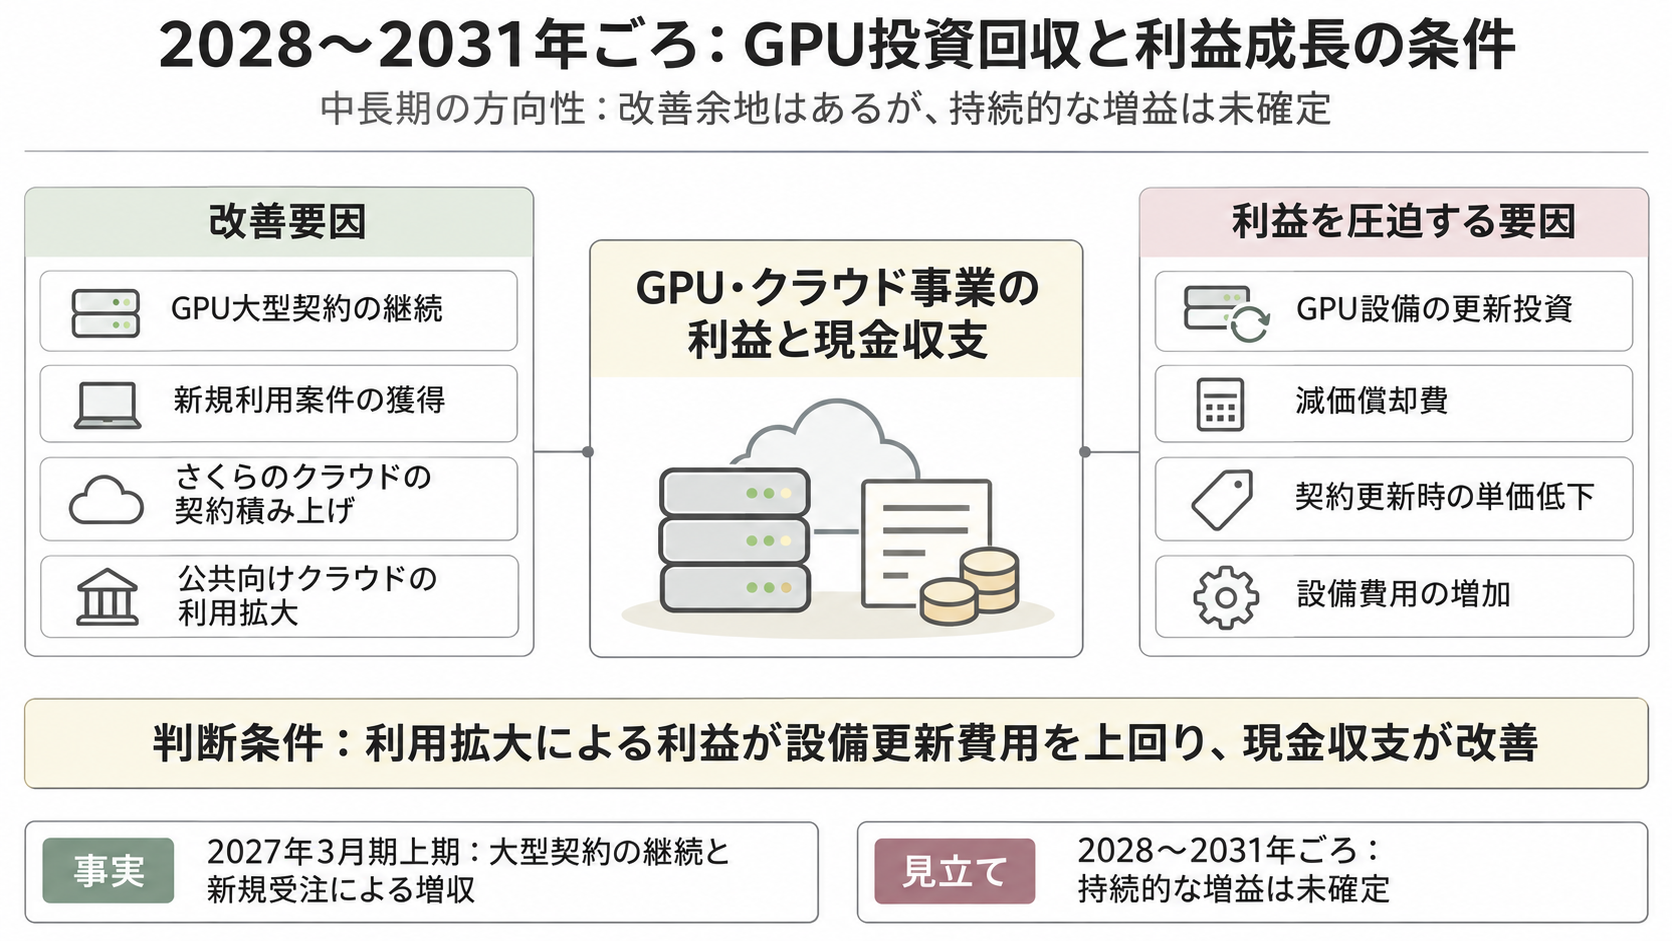 2028～2031年ごろ：GPU投資回収と利益成長の条件
中長期の方向性：改善余地はあるが、持続的な増益は未確定
改善要因
GPU大型契約の継続
新規利用案件の獲得
さくらのクラウドの
契約積み上げ
公共向けクラウドの
利用拡大
GPU・クラウド事業の
利益と現金収支
利益を圧迫する要因
GPU設備の更新投資
減価償却費
契約更新時の単価低下
設備費用の増加
判断条件：利用拡大による利益が設備更新費用を上回り、現金収支が改善
事実
2027年3月期上期：大型契約の継続と
新規受注による増収
見立て
2028～2031年ごろ：
持続的な増益は未確定